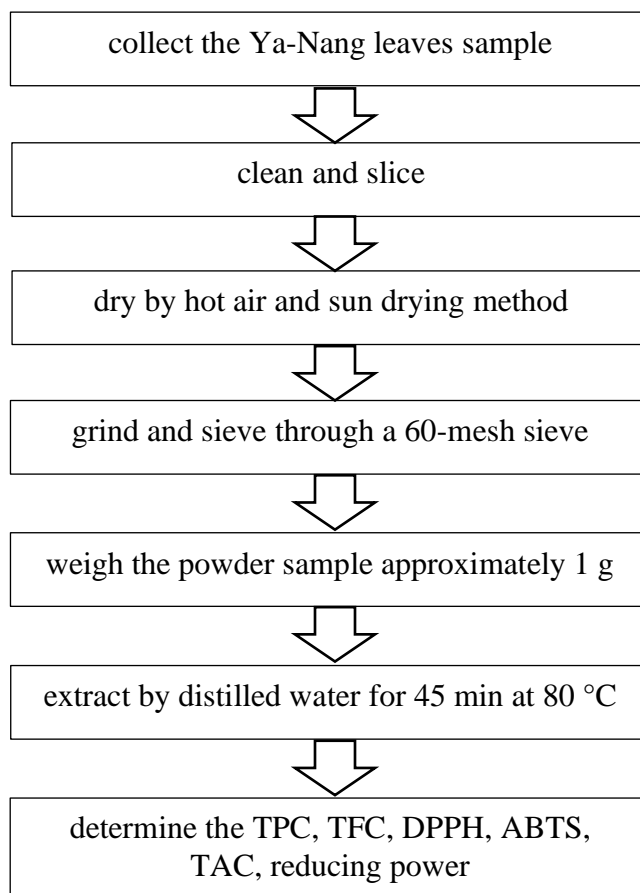 collect the Ya-Nang leaves sample
clean and slice
dry by hot air and sun drying method
grind and sieve through a 60-mesh sieve
weigh the powder sample approximately 1 g
extract by distilled water for 45 min at 80 °C
determine the TPC, TFC, DPPH, ABTS,
TAC, reducing power